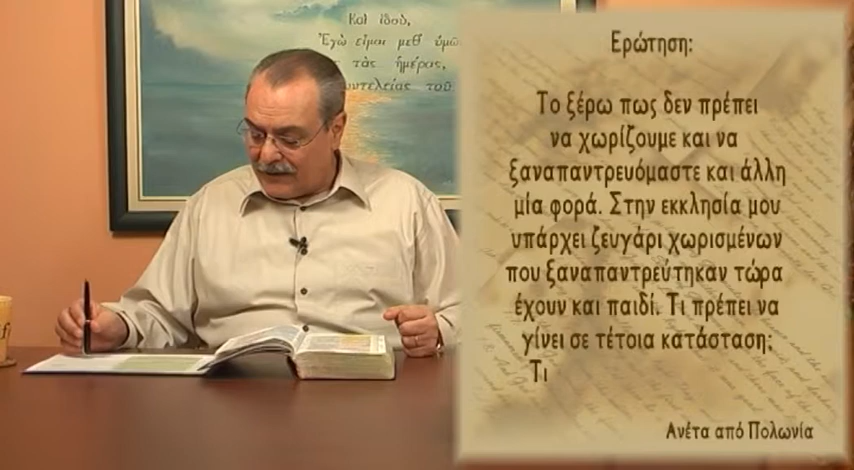 Καὶ ἰδού,
Ἐγὼ εἶμαι μεθ' ὑμῶ
τὰς ἡμέρας,
ντελείας τοῦ
Ερώτηση:
Το ξέρω πως δεν πρέπει
να χωρίζουμε και να
ξαναπαντρευόμαστε και άλλη
μία φορά. Στην εκκλησία μου
υπάρχει ζευγάρι χωρισμένων
που ξαναπαντρεύτηκαν τώρα
έχουν και παιδί. Τι πρέπει να
γίνει σε τέτοια κατάσταση;
Τι
Ανέτα από Πολωνία